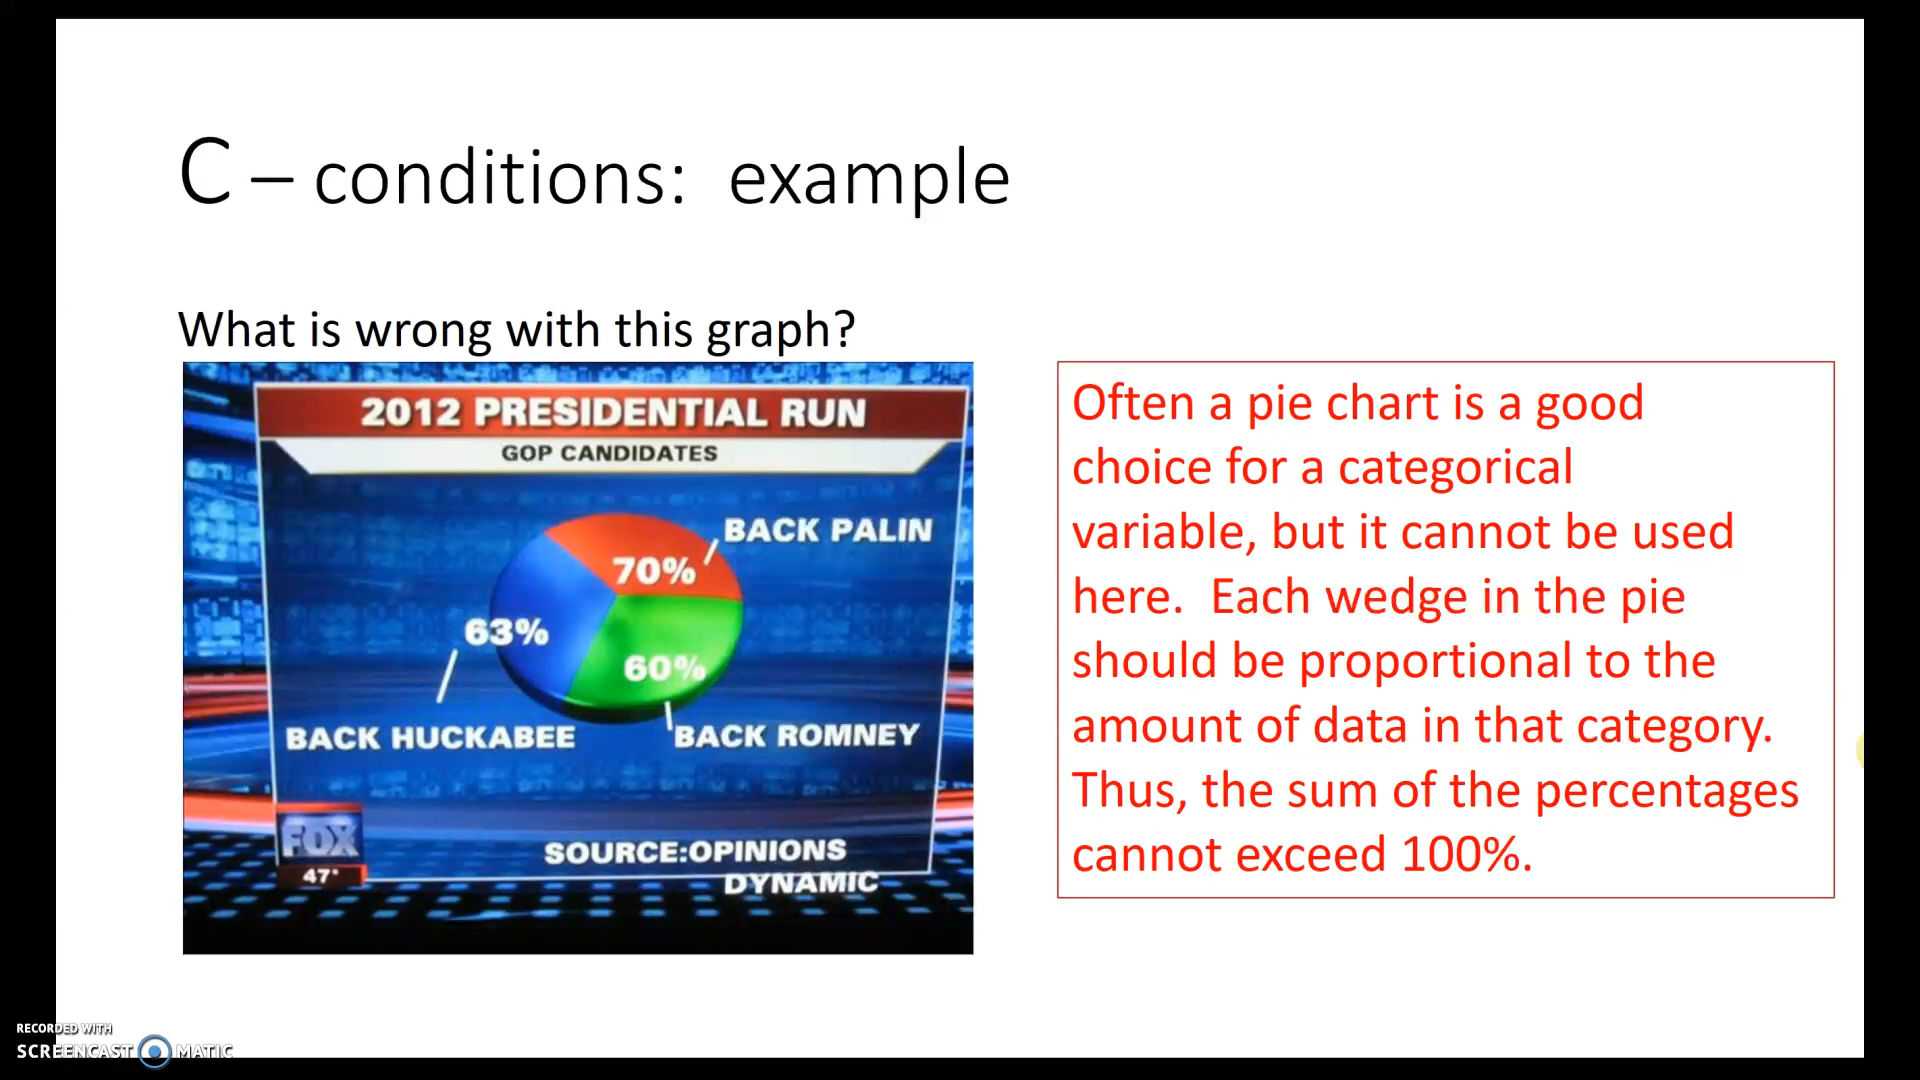 C – conditions:  example
What is wrong with this graph?
2012 PRESIDENTIAL RUN
GOP CANDIDATES
BACK PALIN
70%
63%
60%
BACK HUCKABEE
BACK ROMNEY
FOX
47°
SOURCE:OPINIONS
DYNAMIC
Often a pie chart is a good
choice for a categorical
variable, but it cannot be used
here.  Each wedge in the pie
should be proportional to the
amount of data in that category.
Thus, the sum of the percentages
cannot exceed 100%.
RECORDED WITH
SCREENCAST MATIC